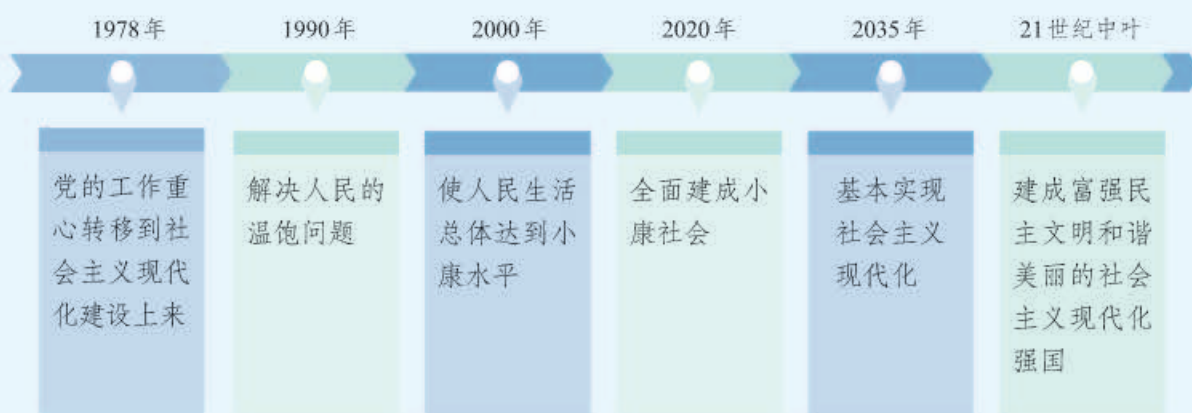 1978年
1990年
2000年
2020年
2035年
21世纪中叶
党的工作重
心转移到社
会主义现代
化建设上来
解决人民的
温饱问题
使人民生活
总体达到小
康水平
全面建成小
康社会
基本实现
社会主义
现代化
建成富强民
主文明和谐
美丽的社会
主义现代化
强国